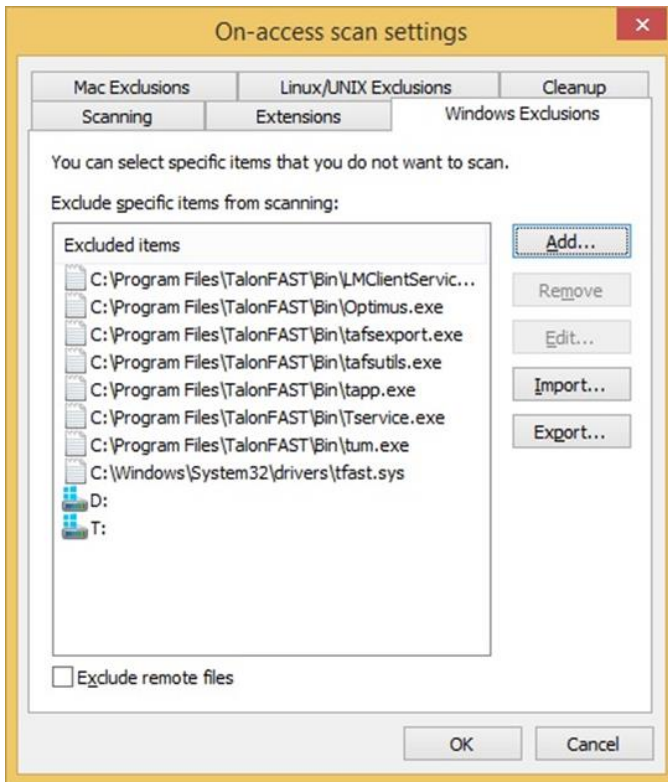 On-access scan settings
Mac Exclusions Linux/UNIX Exclusions Cleanup
Scanning Extensions Windows Exclusions
You can select specific items that you do not want to scan.
Exclude specific items from scanning:
Excluded items
C:\Program Files\TalonFAST\Bin\LMClientServic...
C:\Program Files\TalonFAST\Bin\Optimus.exe
C:\Program Files\TalonFAST\Bin\tafsexport.exe
C:\Program Files\TalonFAST\Bin\tafsutils.exe
C:\Program Files\TalonFAST\Bin\tapp.exe
C:\Program Files\TalonFAST\Bin\Tservice.exe
C:\Program Files\TalonFAST\Bin\tum.exe
C:\Windows\System32\drivers\tfast.sys
D:
T:
Add...
Remove
Edit...
Import...
Export...
Exclude remote files
OK Cancel